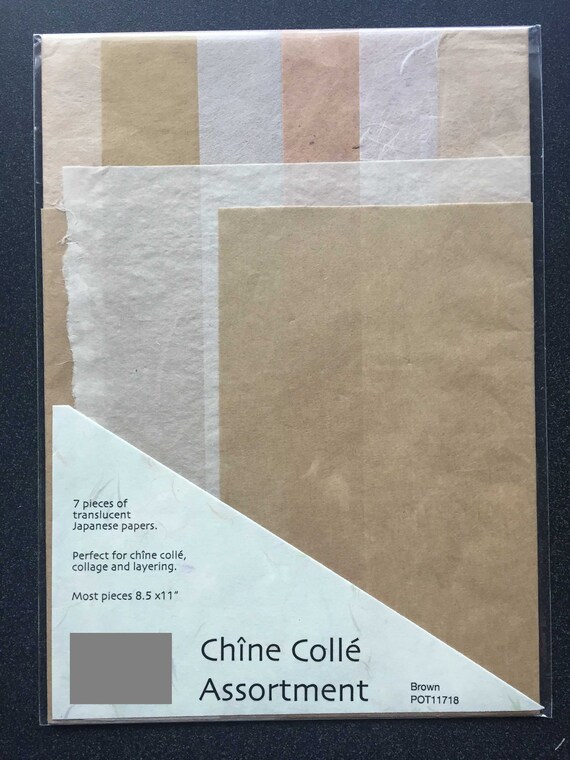 7 pieces of
translucent
Japanese papers.
Perfect for chîne collé,
collage and layering.
Most pieces 8.5 x11"
Chîne Collé
Assortment
Brown
POT11718